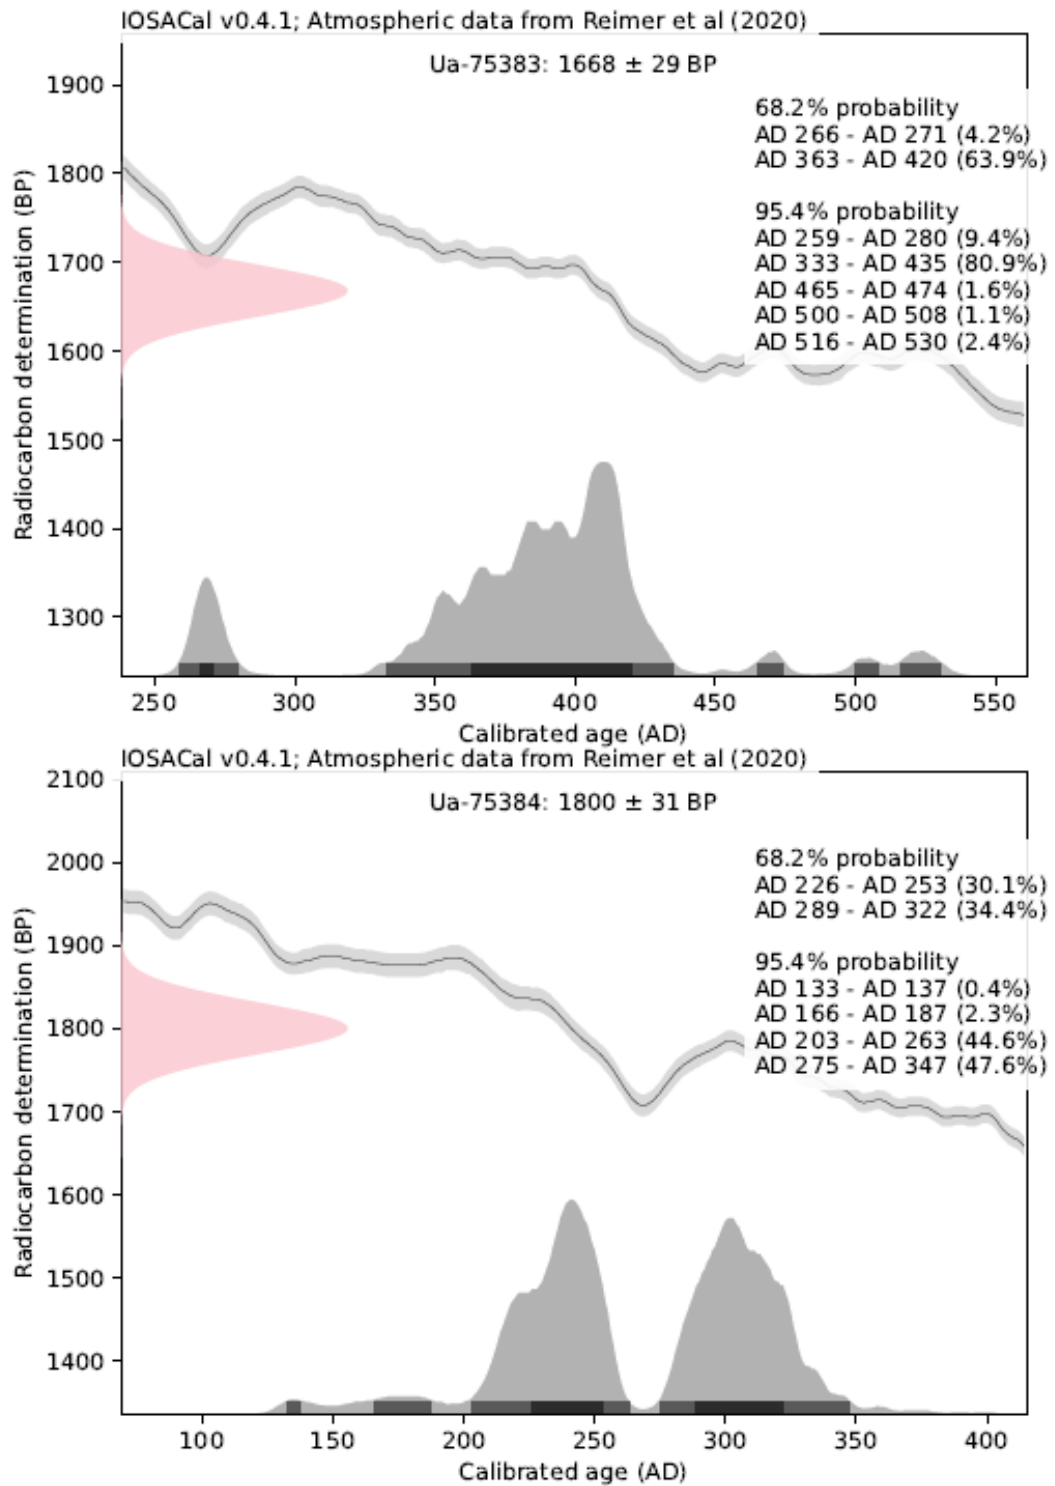 IOSACal v0.4.1; Atmospheric data from Reimer et al (2020)
Ua-75383: 1668 ± 29 BP
68.2% probability
AD 266 - AD 271 (4.2%)
AD 363 - AD 420 (63.9%)
95.4% probability
AD 259 - AD 280 (9.4%)
AD 333 - AD 435 (80.9%)
AD 465 - AD 474 (1.6%)
AD 500 - AD 508 (1.1%)
AD 516 - AD 530 (2.4%)
Radiocarbon determination (BP)
1900
1800
1700
1600
1500
1400
1300
250 300 350 400 450 500 550
Calibrated age (AD)
IOSACal v0.4.1; Atmospheric data from Reimer et al (2020)
Ua-75384: 1800 ± 31 BP
68.2% probability
AD 226 - AD 253 (30.1%)
AD 289 - AD 322 (34.4%)
95.4% probability
AD 133 - AD 137 (0.4%)
AD 166 - AD 187 (2.3%)
AD 203 - AD 263 (44.6%)
AD 275 - AD 347 (47.6%)
Radiocarbon determination (BP)
2100
2000
1900
1800
1700
1600
1500
1400
100 150 200 250 300 350 400
Calibrated age (AD)